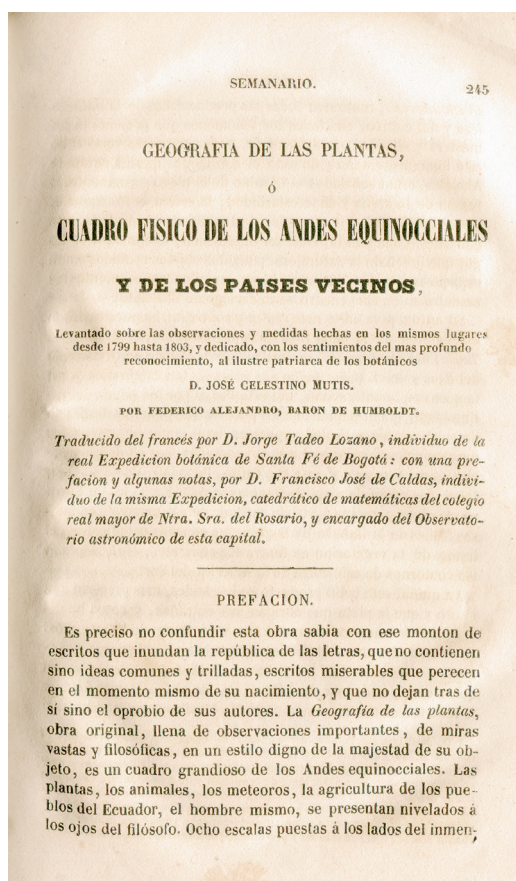 SEMANARIO.
245
GEOGRAFIA DE LAS PLANTAS,
ó
CUADRO FISICO DE LOS ANDES EQUINOCCIALES
Y DE LOS PAISES VECINOS,
Levantado sobre las observaciones y medidas hechas en los mismos lugares
desde 1799 hasta 1803, y dedicado, con los sentimientos del mas profundo
reconocimiento, al ilustre patriarca de los botánicos
D. JOSÉ CELESTINO MUTIS.
POR FEDERICO ALEJANDRO, BARON DE HUMBOLDT.
Traducido del francés por D. Jorge Tadeo Lozano, individuo de la
real Expedicion botánica de Santa Fé de Bogotá: con una pre-
facion y algunas notas, por D. Francisco José de Caldas, indivi-
duo de la misma Expedicion, catedrático de matemáticas del colegio
real mayor de Ntra. Sra. del Rosario, y encargado del Observato-
rio astronómico de esta capital.
PREFACION.
Es preciso no confundir esta obra sabia con ese monton de
escritos que inundan la república de las letras, que no contienen
sino ideas comunes y trilladas, escritos miserables que perecen
en el momento mismo de su nacimiento, y que no dejan tras de
sí sino el oprobio de sus autores. La Geografía de las plantas,
obra original, llena de observaciones importantes, de miras
vastas y filosóficas, en un estilo digno de la majestad de su ob-
jeto, es un cuadro grandioso de los Andes equinocciales. Las
plantas, los animales, los meteoros, la agricultura de los pue-
blos del Ecuador, el hombre mismo, se presentan nivelados á
los ojos del filósofo. Ocho escalas puestas á los lados del inmen-